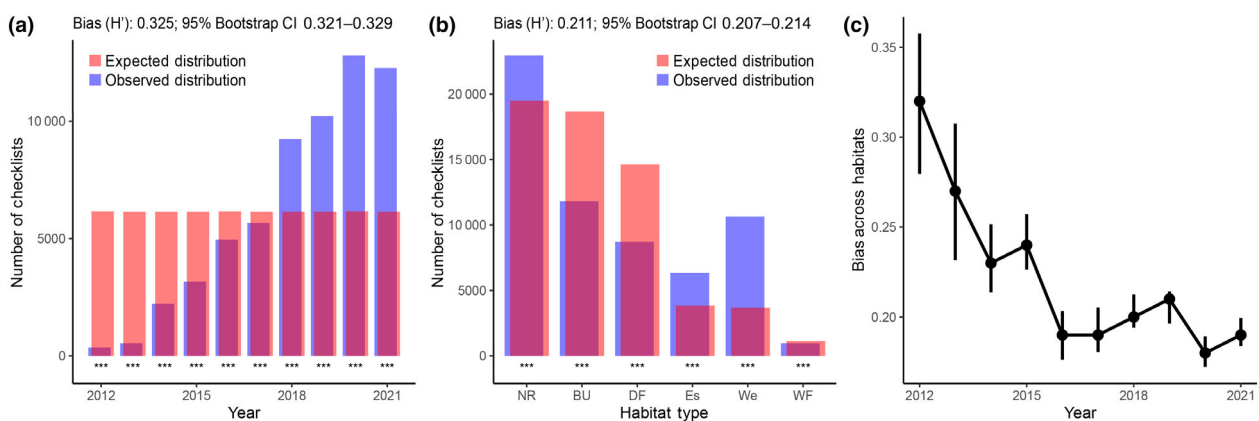 (a)
Bias (H'): 0.325; 95% Bootstrap CI 0.321–0.329
Expected distribution
Observed distribution
Number of checklists
10 000
5000
0
*** *** *** *** *** *** *** *** *** ***
2012 2015 2018 2021
Year
(b)
Bias (H'): 0.211; 95% Bootstrap CI 0.207–0.214
Expected distribution
Observed distribution
Number of checklists
20 000
15 000
10 000
5000
0
*** *** *** *** *** ***
NR BU DF Es We WF
Habitat type
(c)
Bias across habitats
0.35
0.30
0.25
0.20
2012 2015 2018 2021
Year